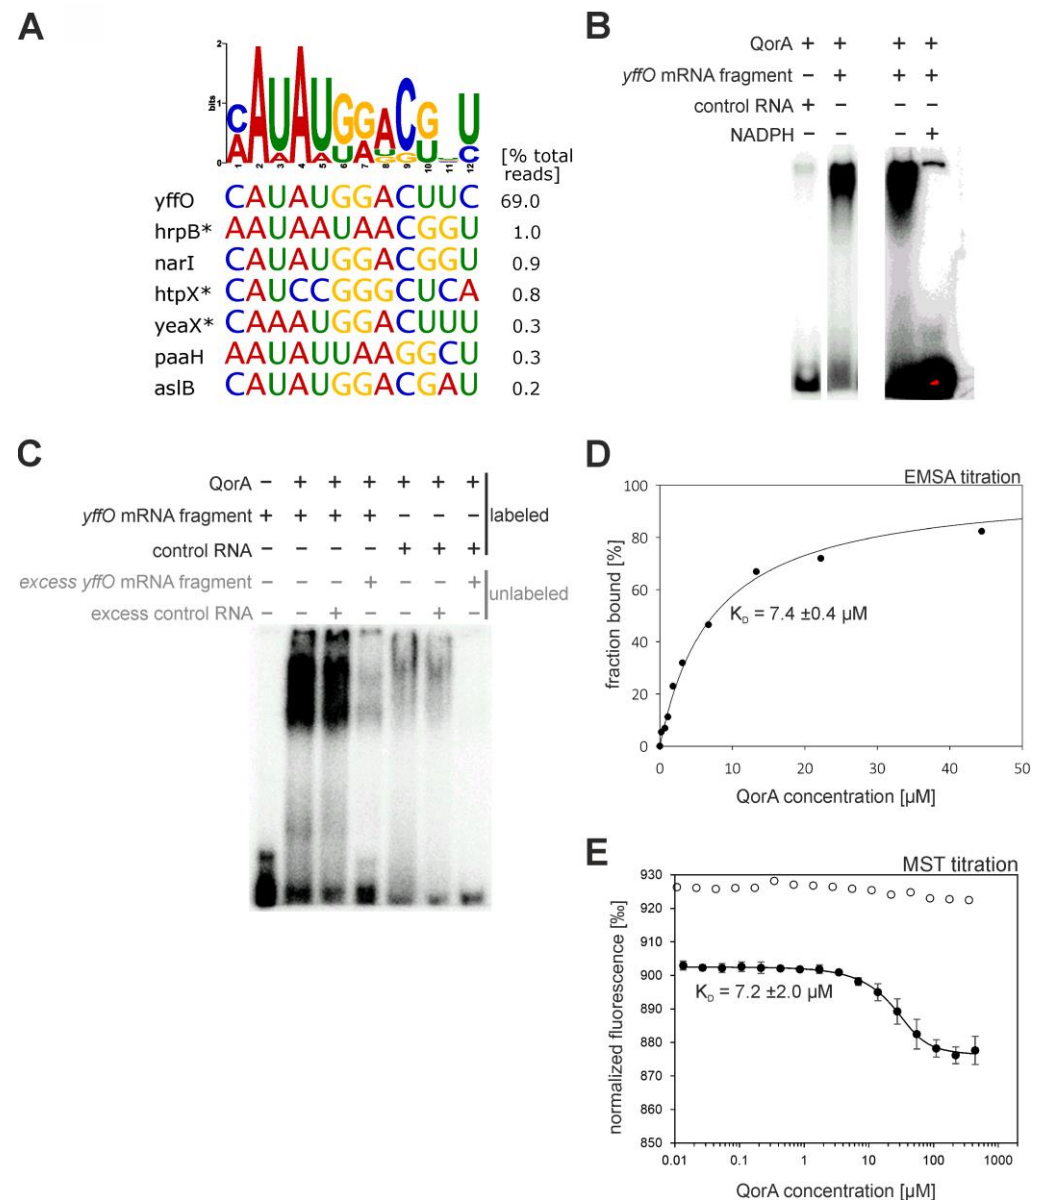 A
2
bits
1
0
CAUAUGGACG U
AAAUAUGGU C
1 2 3 4 5 6 7 8 9 10 11 12
[% total
reads]
yffO CAUAUGGACUUC 69.0
hrpB* AAUAAUAACGGU 1.0
narI CAUAUGGACGGU 0.9
htpX* CAUCCGGGCUCA 0.8
yeaX* CAAAUGGACUUU 0.3
paaH AAUAUUAAGGCU 0.3
aslB CAUAUGGACGAU 0.2
B
QorA + + + +
yffO mRNA fragment – + + +
control RNA + – – –
NADPH – – – +
C
QorA – + + + + + +
yffO mRNA fragment + + + + – – –
labeled
control RNA – – – – + + +
excess yffO mRNA fragment – – – + – – +
unlabeled
excess control RNA – – + – – + –
D
EMSA titration
100
80
60
40
20
0
fraction bound [%]
K_D = 7.4 ±0.4 µM
0 10 20 30 40 50
QorA concentration [µM]
E
MST titration
930
920
910
900
890
880
870
860
850
normalized fluorescence [‰]
K_D = 7.2 ±2.0 µM
0.01 0.1 1 10 100 1000
QorA concentration [µM]